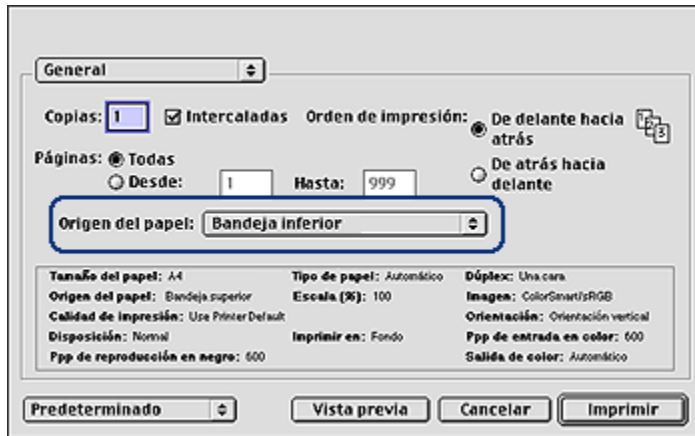 General
Copias: 1 Intercaladas Orden de impresión: De delante hacia atrás
Páginas: Todas
Desde: 1 Hasta: 999 De atrás hacia delante
Origen del papel: Bandeja inferior
Tamaño del papel: A4 Tipo de papel: Automático Dúplex: Una cara
Origen del papel: Bandeja superior Escala (%): 100 Imagen: ColorSmart/sRGB
Calidad de impresión: Use Printer Default Orientación: Orientación vertical
Disposición: Normal Imprimir en: Fondo Ppp de entrada en color: 600
Ppp de reproducción en negro: 600 Salida de color: Automático
Predeterminado Vista previa Cancelar Imprimir